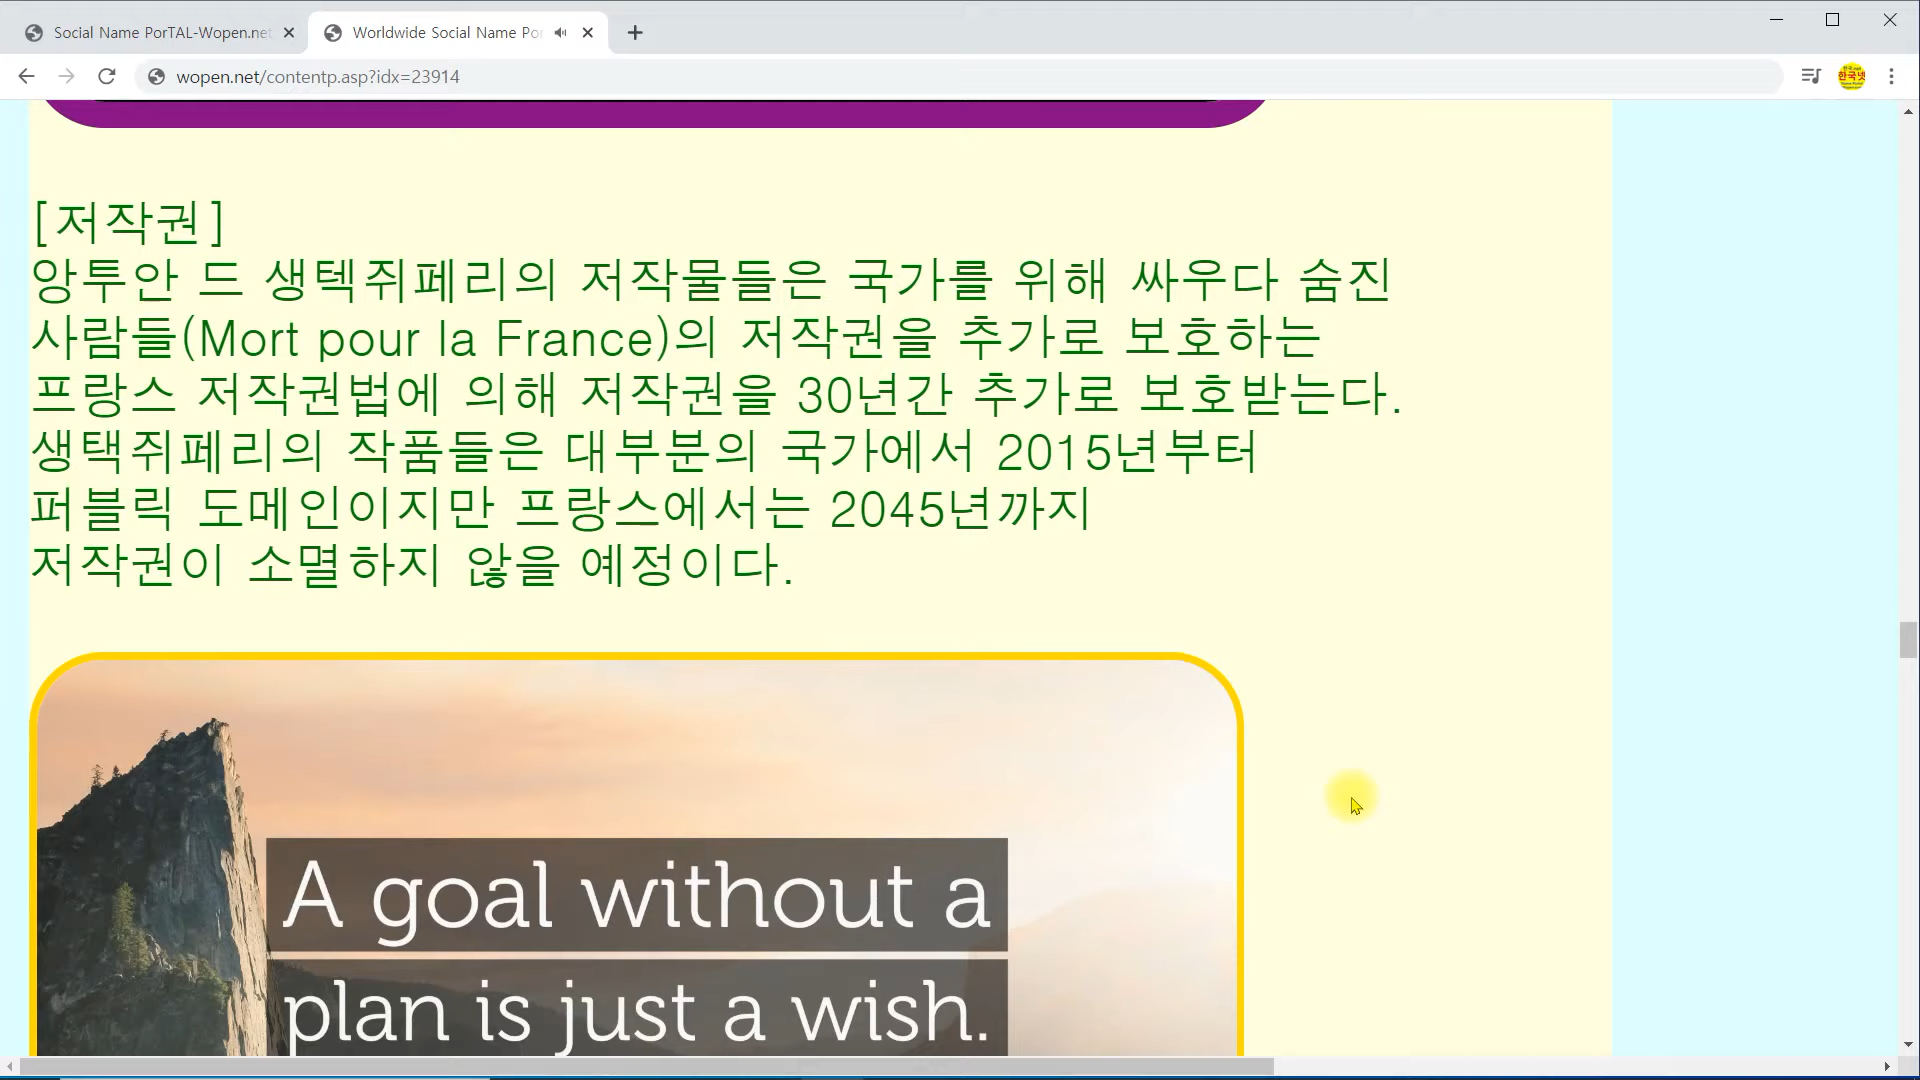 Social Name PorTAL-Wopen.net
Worldwide Social Name Po
wopen.net/contentp.asp?idx=23914
한국넷
[저작권]
앙투안 드 생텍쥐페리의 저작물들은 국가를 위해 싸우다 숨진
사람들(Mort pour la France)의 저작권을 추가로 보호하는
프랑스 저작권법에 의해 저작권을 30년간 추가로 보호받는다.
생택쥐페리의 작품들은 대부분의 국가에서 2015년부터
퍼블릭 도메인이지만 프랑스에서는 2045년까지
저작권이 소멸하지 않을 예정이다.
A goal without a
plan is just a wish.